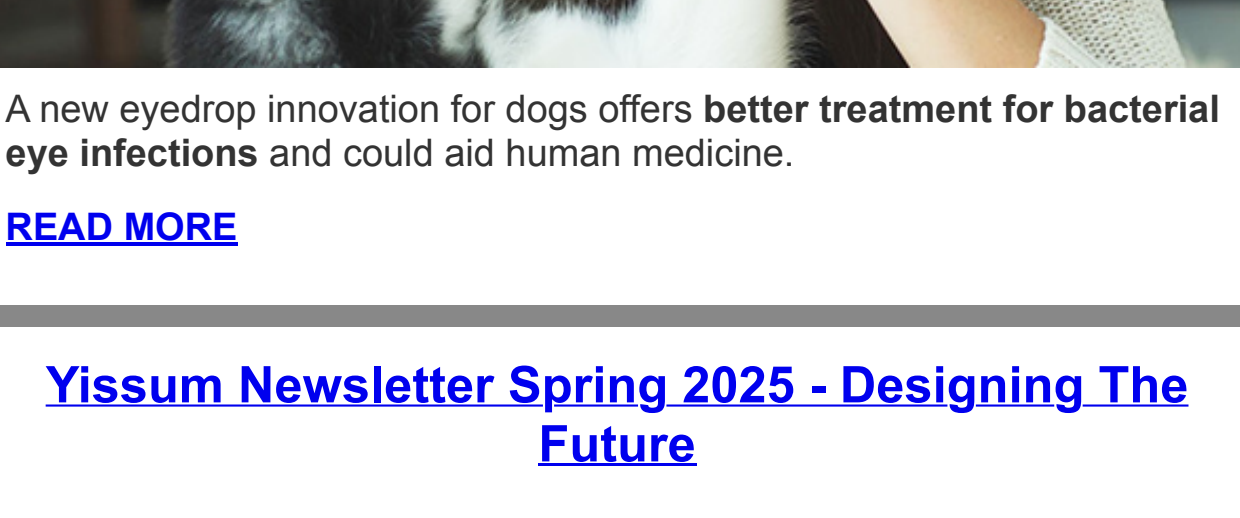 A new eyedrop innovation for dogs offers better treatment for bacterial
eye infections and could aid human medicine.
READ MORE
Yissum Newsletter Spring 2025 - Designing The
Future